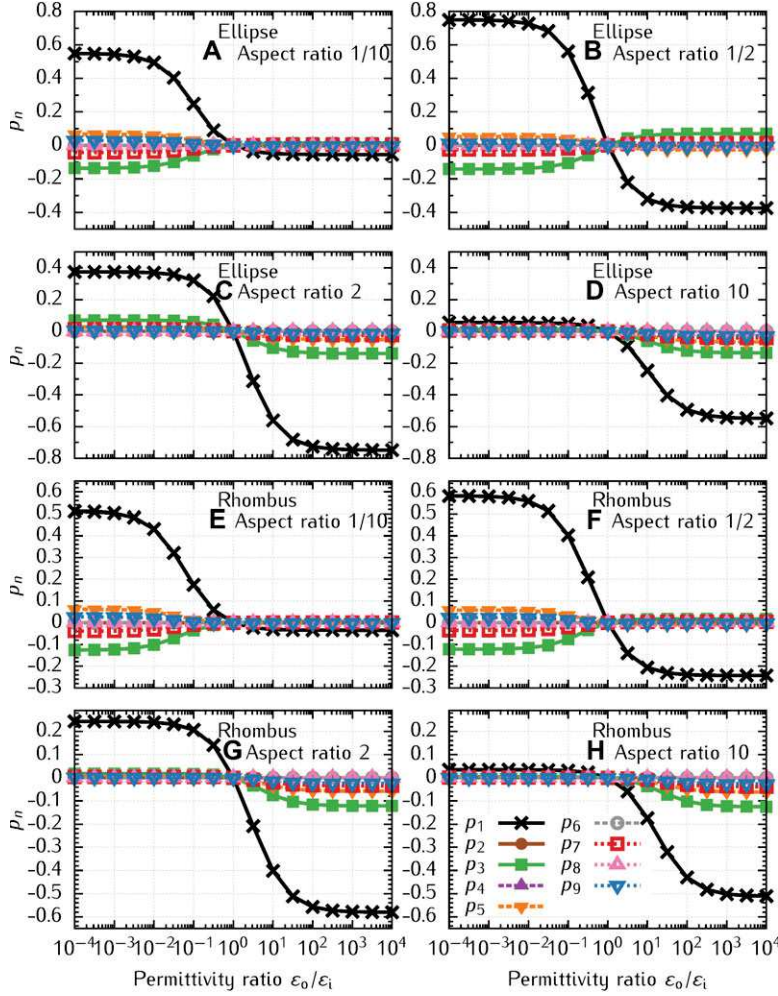 0.8
0.6
0.4
0.2
0
−0.2
−0.4
p_n
Ellipse
A Aspect ratio 1/10
0.8
0.6
0.4
0.2
0
−0.2
−0.4
Ellipse
B Aspect ratio 1/2
0.4
0.2
0
−0.2
−0.4
−0.6
−0.8
p_n
Ellipse
C Aspect ratio 2
0.4
0.2
0
−0.2
−0.4
−0.6
−0.8
Ellipse
D Aspect ratio 10
0.6
0.5
0.4
0.3
0.2
0.1
0
−0.1
−0.2
−0.3
p_n
Rhombus
E Aspect ratio 1/10
0.6
0.5
0.4
0.3
0.2
0.1
0
−0.1
−0.2
−0.3
Rhombus
F Aspect ratio 1/2
0.2
0.1
0
−0.1
−0.2
−0.3
−0.4
−0.5
−0.6
p_n
Rhombus
G Aspect ratio 2
0.2
0.1
0
−0.1
−0.2
−0.3
−0.4
−0.5
−0.6
Rhombus
H Aspect ratio 10
p_1 p_6
p_2 p_7
p_3 p_8
p_4 p_9
p_5
10^−4 10^−3 10^−2 10^−1 10^0 10^1 10^2 10^3 10^4
10^−4 10^−3 10^−2 10^−1 10^0 10^1 10^2 10^3 10^4
Permittivity ratio ε_o/ε_i
Permittivity ratio ε_o/ε_i